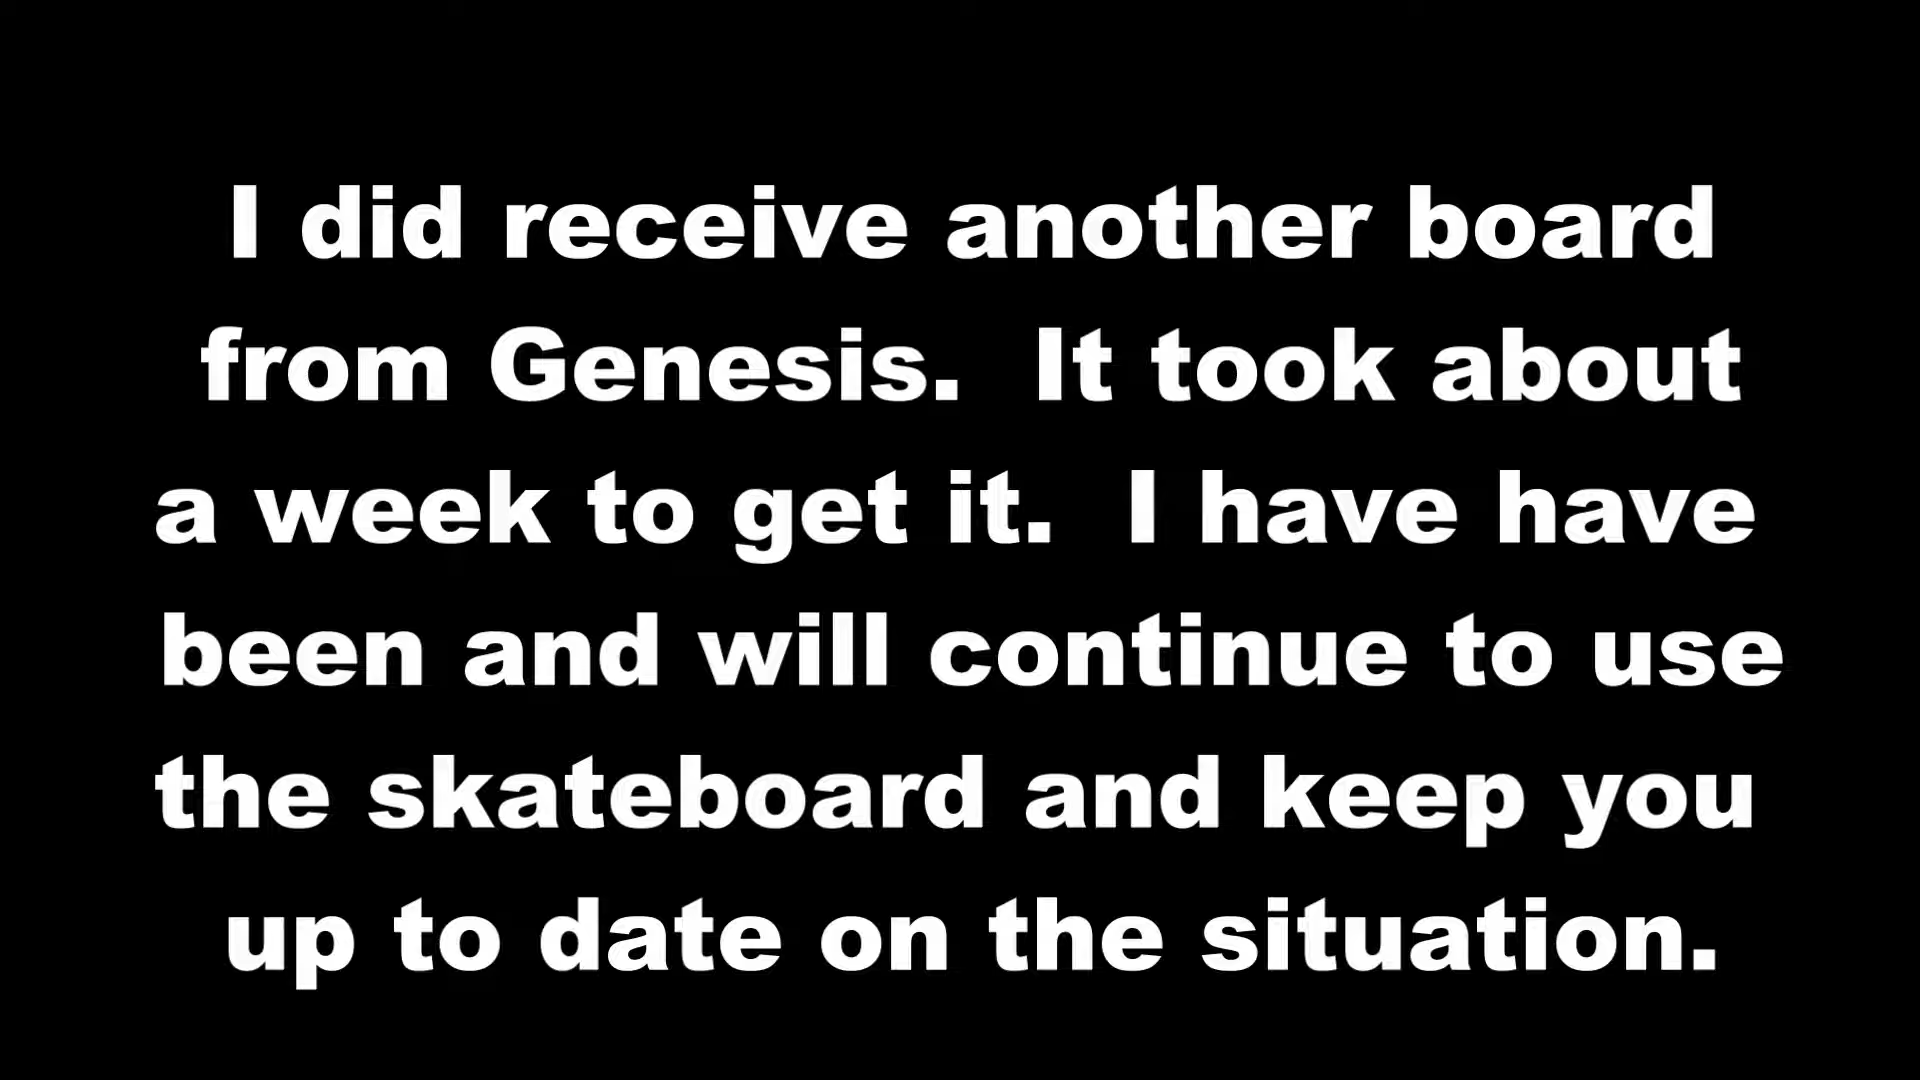 I did receive another board
from Genesis.  It took about
a week to get it.  I have have
been and will continue to use
the skateboard and keep you
up to date on the situation.